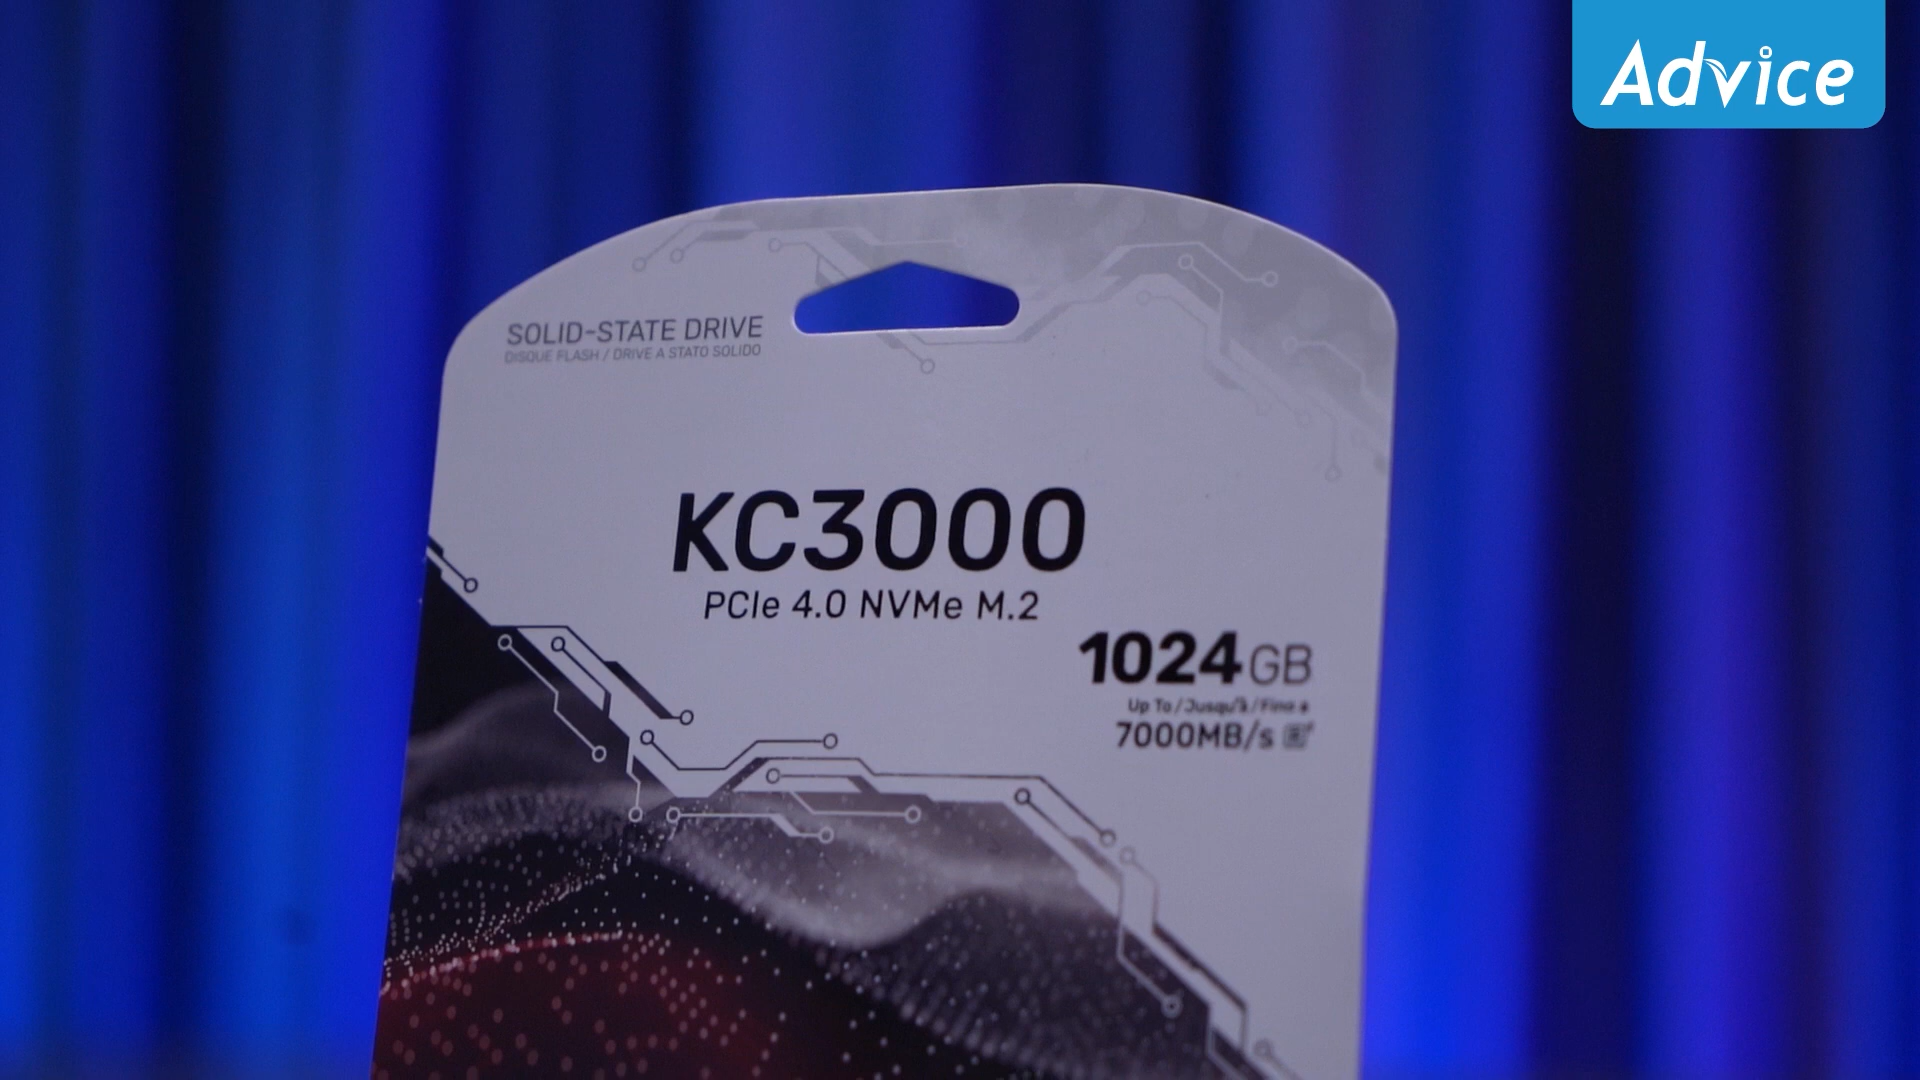 Advice
SOLID-STATE DRIVE
DISQUE FLASH / DRIVE A STATO SOLIDO
KC3000
PCIe 4.0 NVMe M.2
1024GB
Up To / Jusqu'à / Fino a
7000MB/s